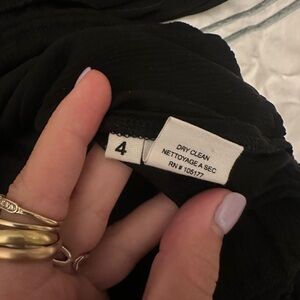 4
DRY CLEAN
NETTOYAGE A SEC
RN # 105177